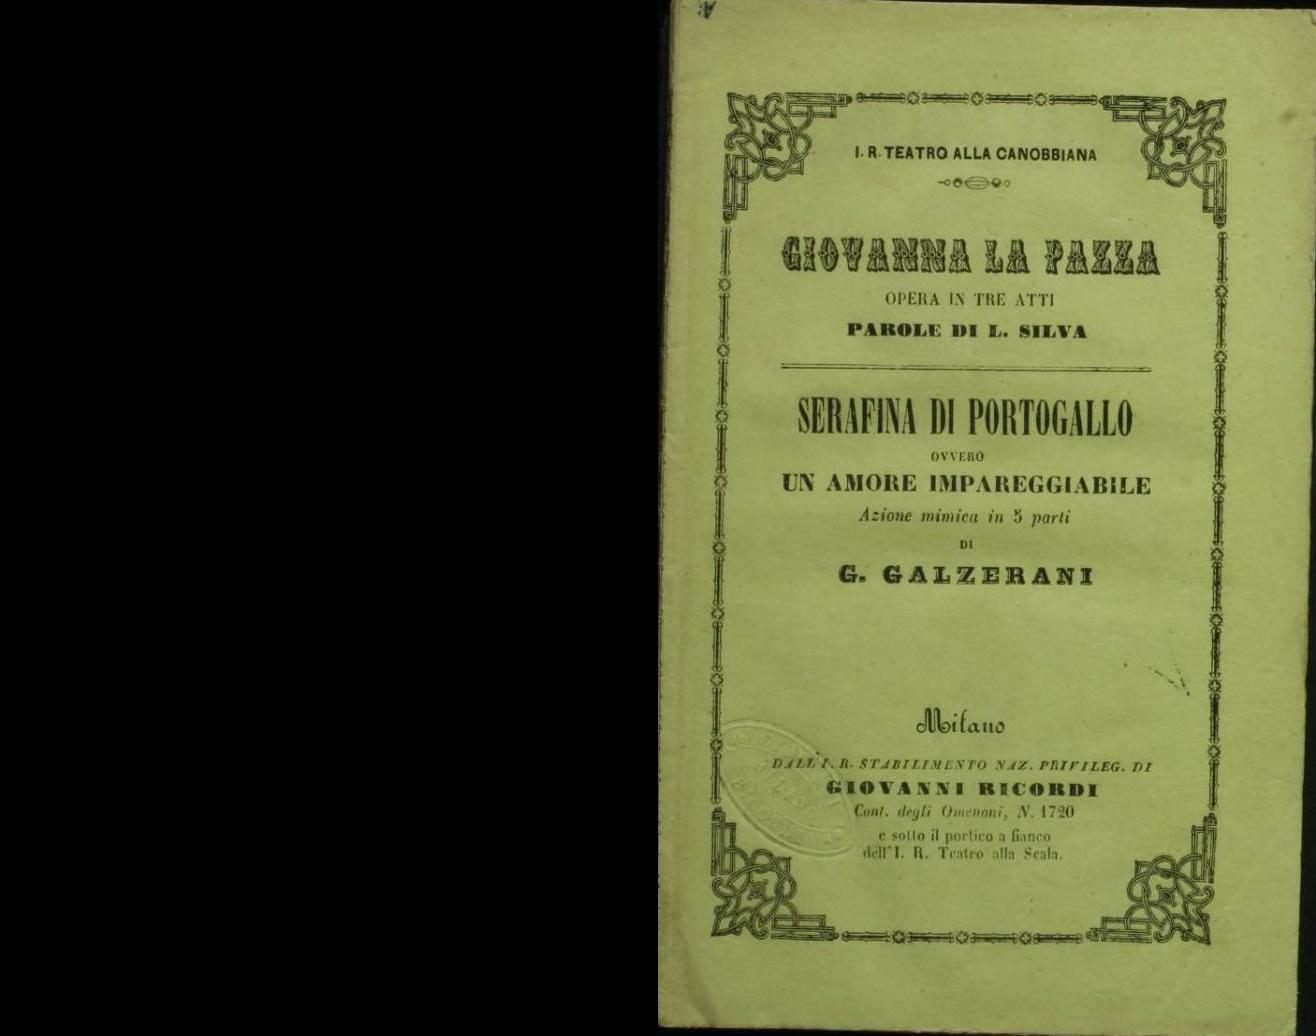 I. R. TEATRO ALLA CANOBBIANA
GIOVANNA LA PAZZA
OPERA IN TRE ATTI
PAROLE DI L. SILVA
SERAFINA DI PORTOGALLO
OVVERO
UN AMORE IMPAREGGIABILE
Azione mimica in 5 parti
DI
G. GALZERANI
Milano
DALL'I. R. STABILIMENTO NAZ. PRIVILEG. DI
GIOVANNI RICORDI
Cont. degli Omenoni, N. 1720
e sotto il portico a fianco
dell'I. R. Teatro alla Scala.